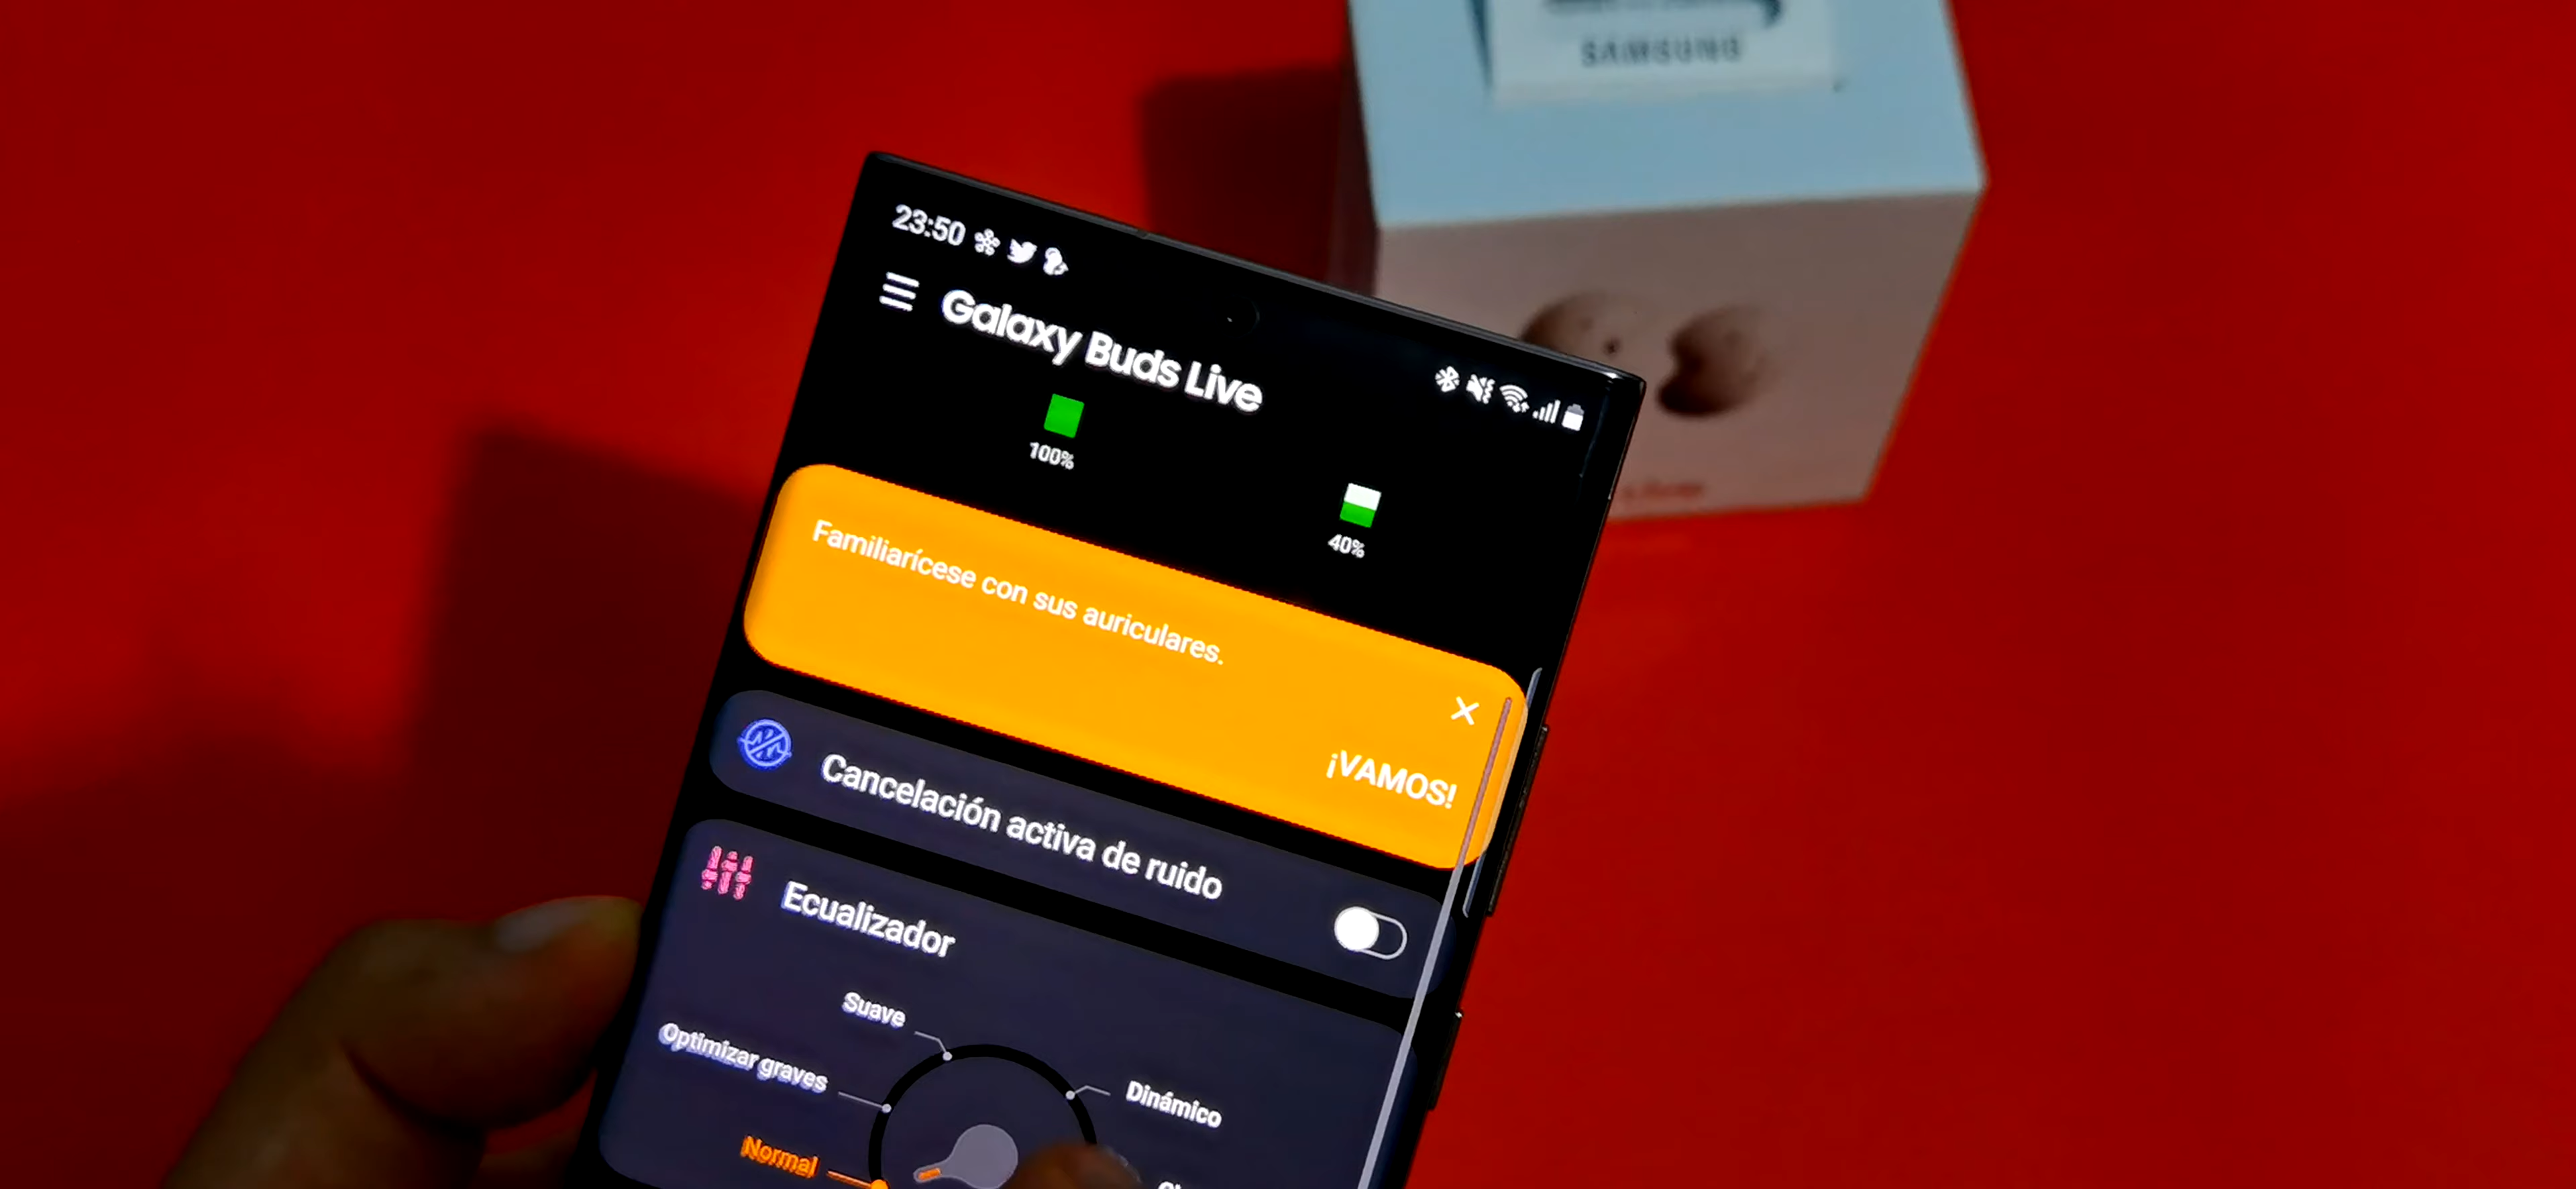 SAMSUNG
23:50
Galaxy Buds Live
100%
40%
Familiarícese con sus auriculares.
¡VAMOS!
Cancelación activa de ruido
Ecualizador
Suave
Optimizar graves
Dinámico
Normal